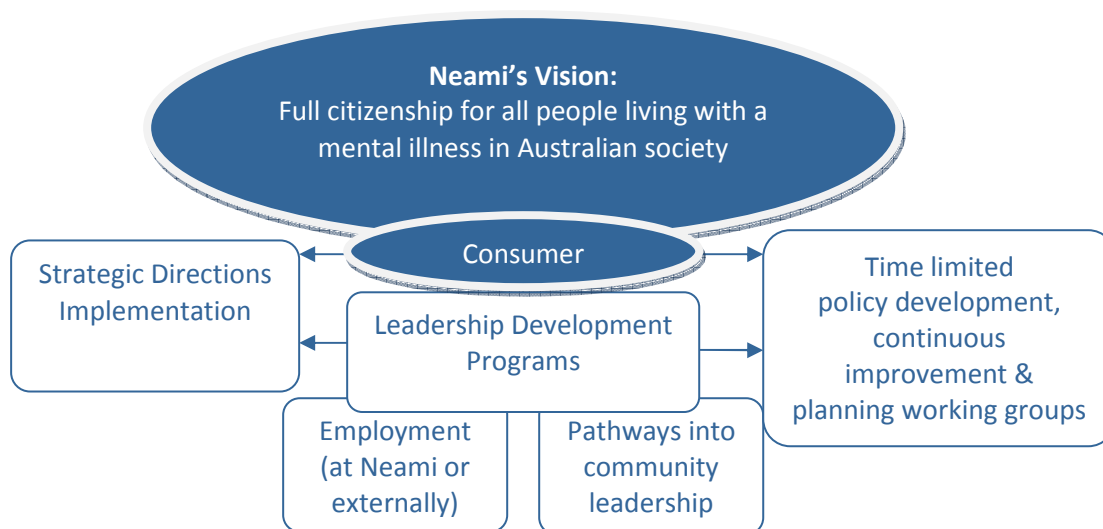 Neami’s Vision:
Full citizenship for all people living with a
mental illness in Australian society
Consumer
Strategic Directions
Implementation
Leadership Development
Programs
Time limited
policy development,
continuous
improvement &
planning working groups
Employment
(at Neami or
externally)
Pathways into
community
leadership